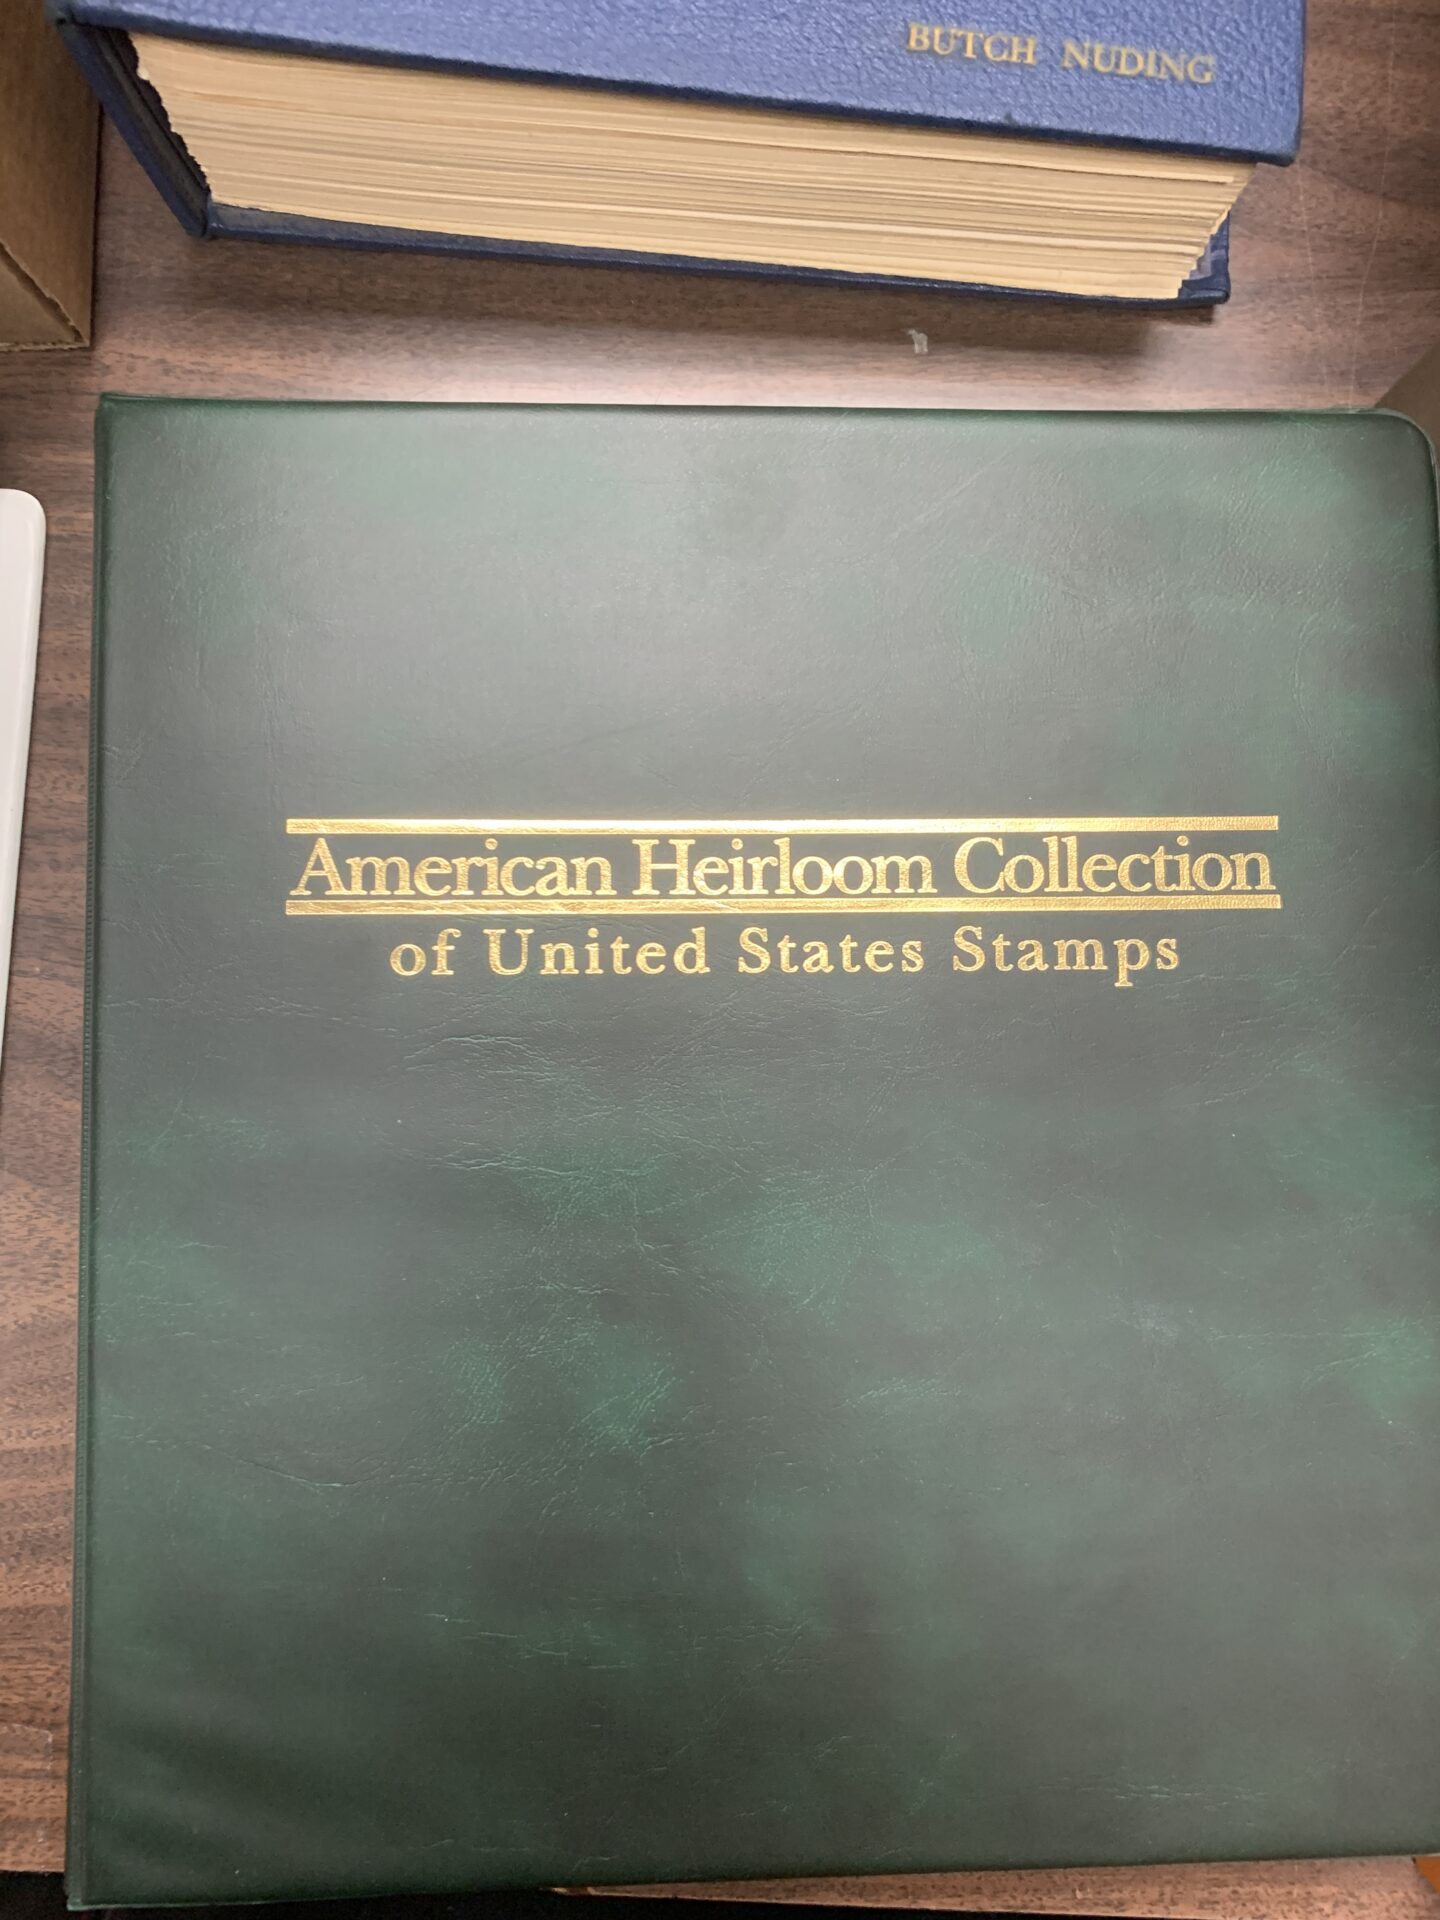 BUTCH NUDING
American Heirloom Collection
of United States Stamps